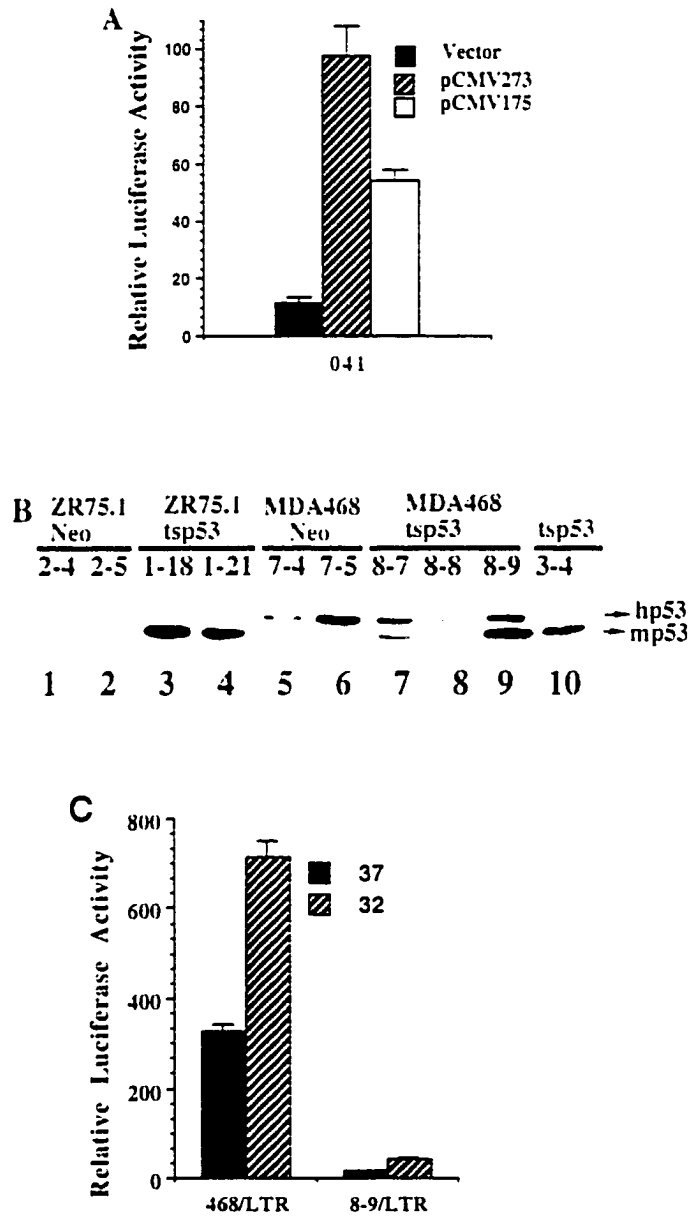 A
Relative Luciferase Activity
100
80
60
40
20
0
Vector
pCMV273
pCMV175
041
B
ZR75.1 ZR75.1 MDA468 MDA468
Neo tsp53 Neo tsp53 tsp53
2-4 2-5 1-18 1-21 7-4 7-5 8-7 8-8 8-9 3-4
hp53
mp53
1 2 3 4 5 6 7 8 9 10
C
Relative Luciferase Activity
800
600
400
200
0
37
32
468/LTR 8-9/LTR